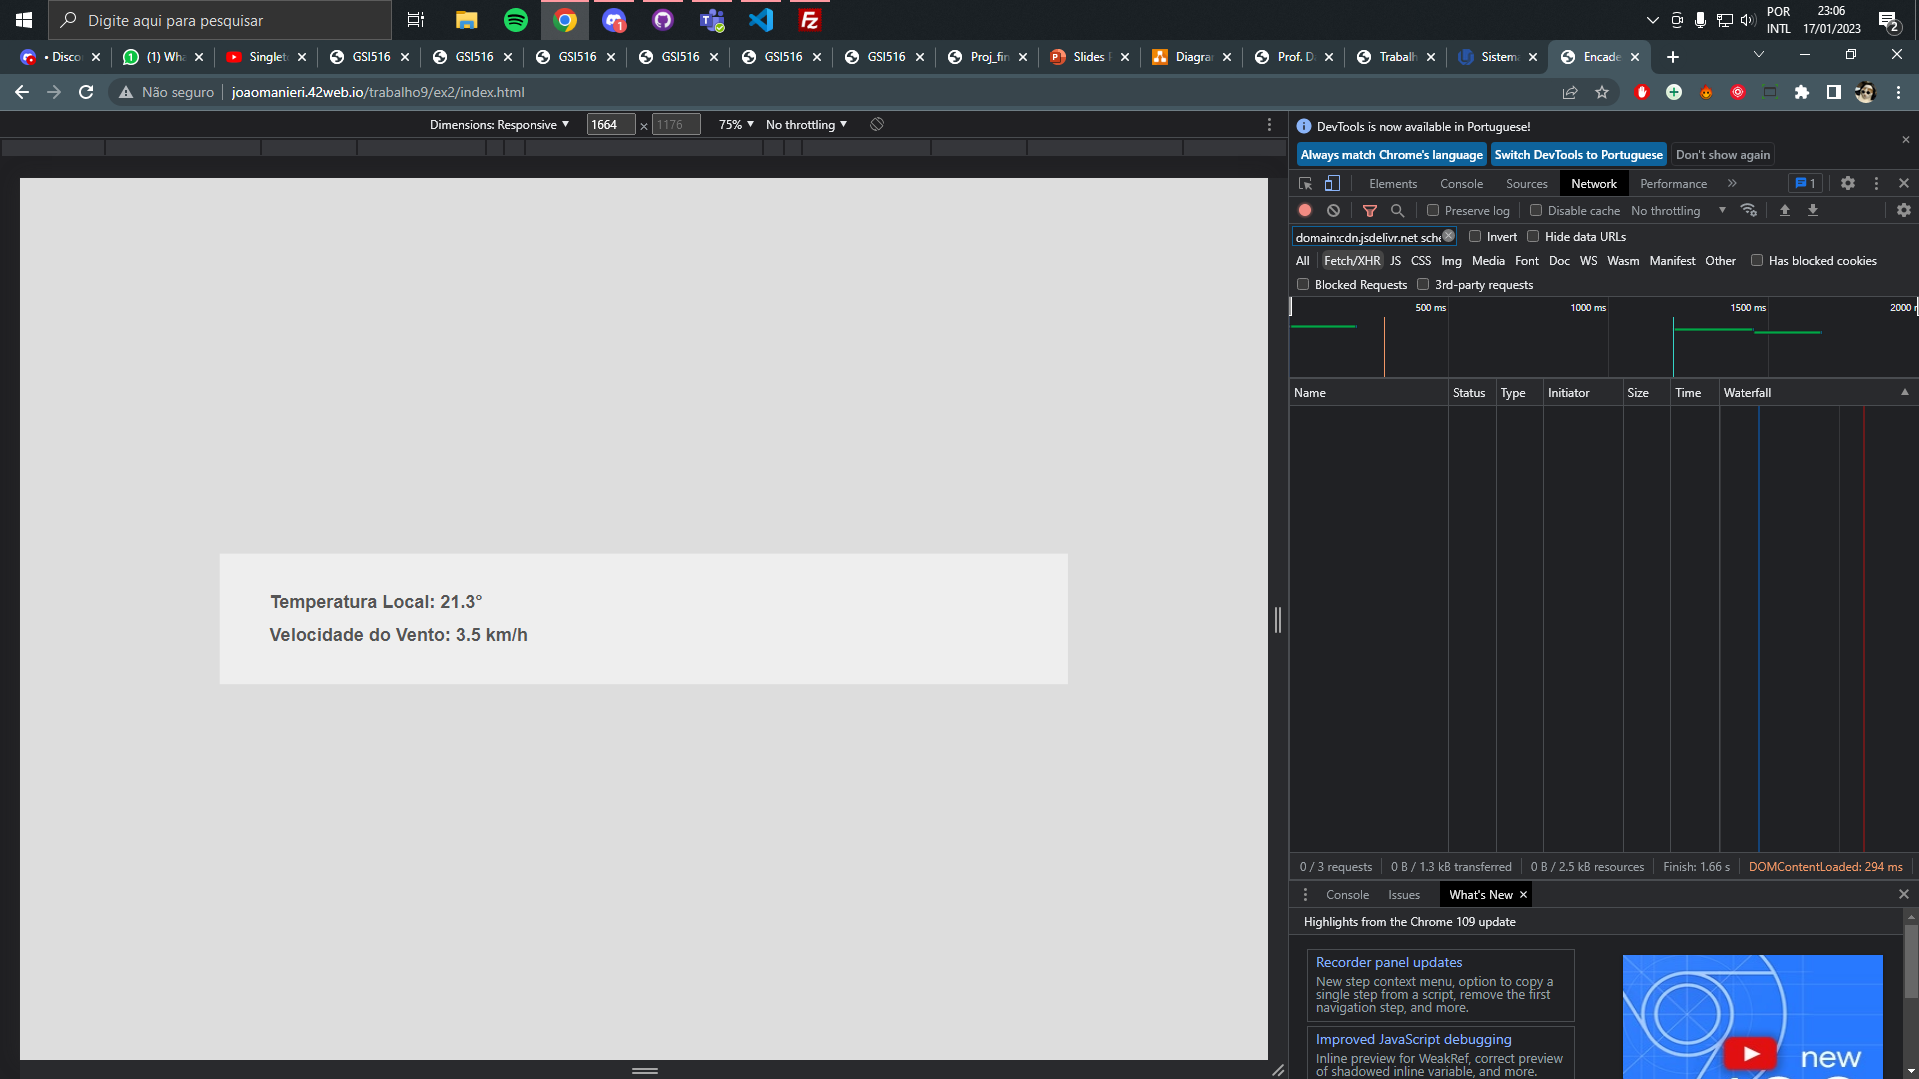 Digite aqui para pesquisar
POR
INTL
23:06
17/01/2023
2
• Disco
(1) Wha
Singlet
GSI516
GSI516
GSI516
GSI516
GSI516
GSI516
Proj_fin
Slides
Diagra
Prof. D
Trabalh
Sistem
Encade
Não seguro
joaomanieri.42web.io/trabalho9/ex2/index.html
Dimensions: Responsive
1664
×
1176
75%
No throttling
DevTools is now available in Portuguese!
Always match Chrome's language
Switch DevTools to Portuguese
Don't show again
Elements
Console
Sources
Network
Performance
1
Preserve log
Disable cache
No throttling
domain:cdn.jsdelivr.net sche
Invert
Hide data URLs
All
Fetch/XHR
JS
CSS
Img
Media
Font
Doc
WS
Wasm
Manifest
Other
Has blocked cookies
Blocked Requests
3rd-party requests
500 ms
1000 ms
1500 ms
2000
Name
Status
Type
Initiator
Size
Time
Waterfall
Temperatura Local: 21.3°
Velocidade do Vento: 3.5 km/h
0 / 3 requests
0 B / 1.3 kB transferred
0 B / 2.5 kB resources
Finish: 1.66 s
DOMContentLoaded: 294 ms
Console
Issues
What's New
Highlights from the Chrome 109 update
Recorder panel updates
New step context menu, option to copy a
single step from a script, remove the first
navigation step, and more.
Improved JavaScript debugging
Inline preview for WeakRef, correct preview
of shadowed inline variable, and more.
new